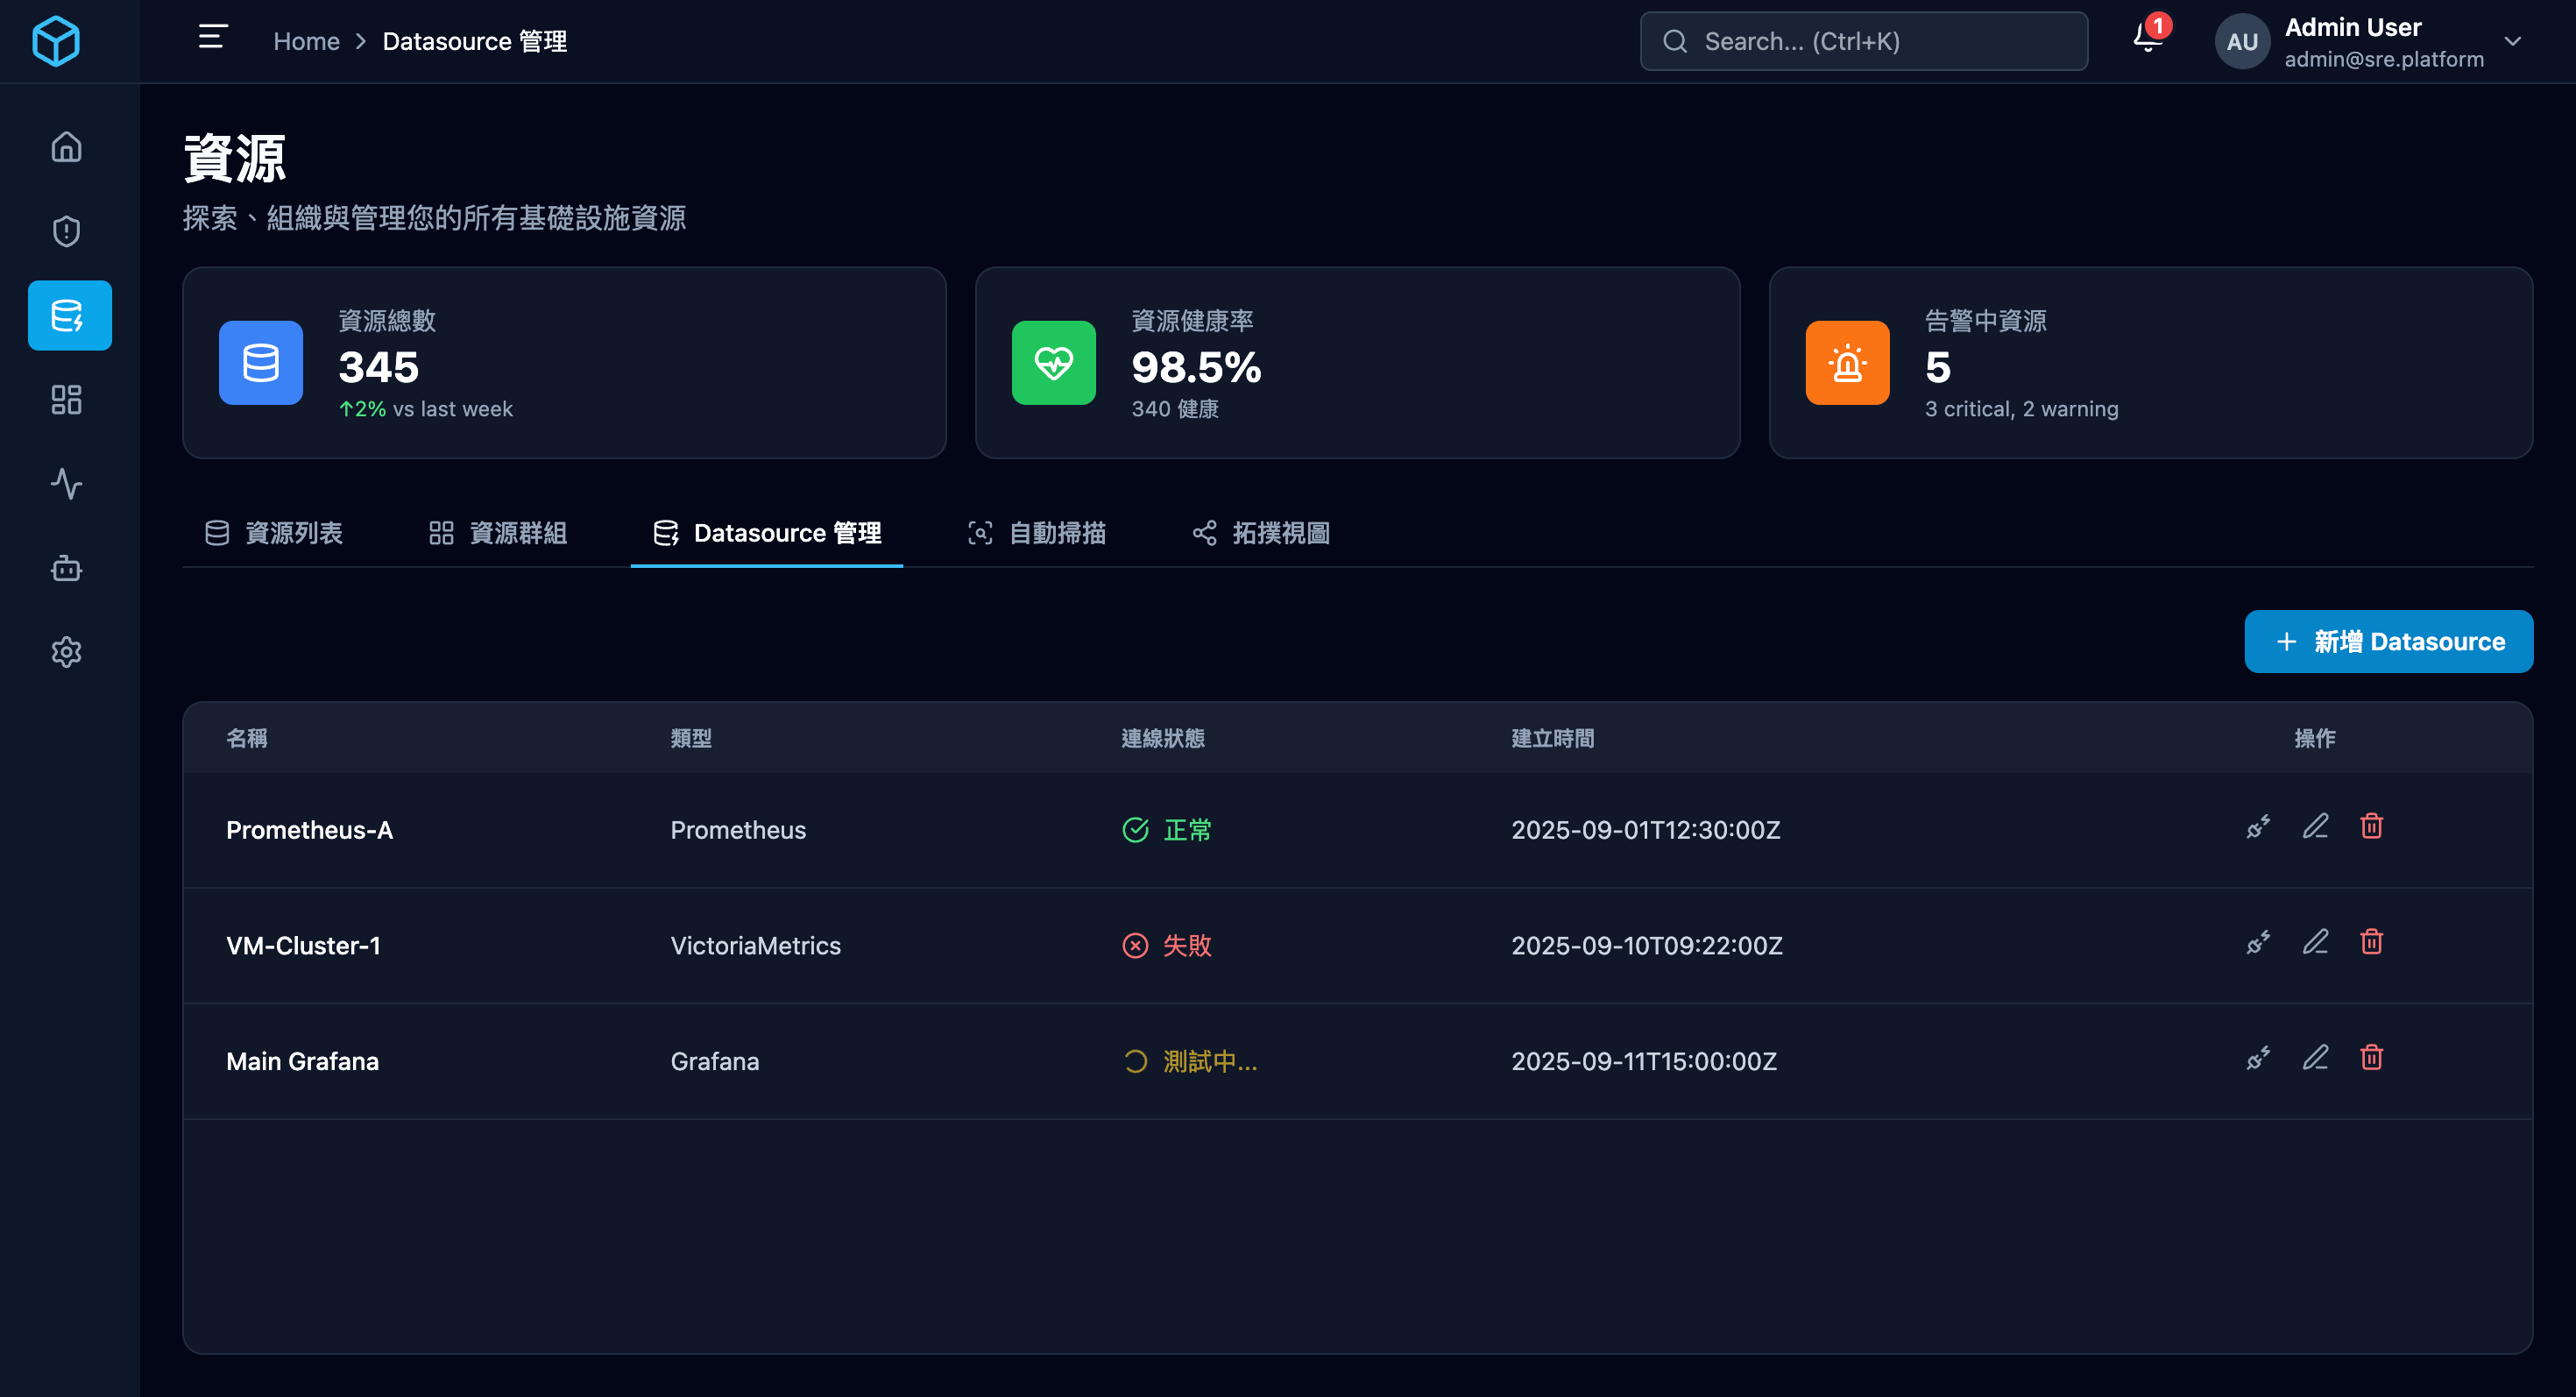 Home > Datasource 管理
Search... (Ctrl+K)
1
AU
Admin User
admin@sre.platform
資源
探索、組織與管理您的所有基礎設施資源
資源總數
345
↑2% vs last week
資源健康率
98.5%
340 健康
告警中資源
5
3 critical, 2 warning
資源列表
資源群組
Datasource 管理
自動掃描
拓撲視圖
+ 新增 Datasource
名稱 類型 連線狀態 建立時間 操作
Prometheus-A Prometheus 正常 2025-09-01T12:30:00Z
VM-Cluster-1 VictoriaMetrics 失敗 2025-09-10T09:22:00Z
Main Grafana Grafana 測試中... 2025-09-11T15:00:00Z